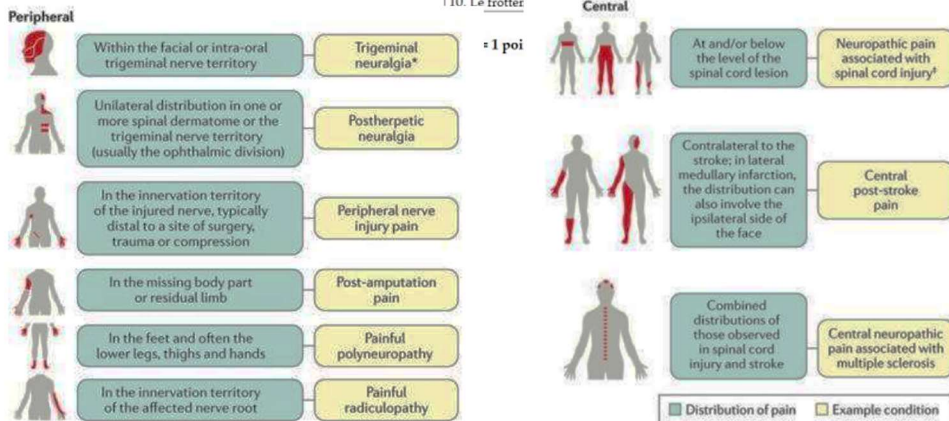 10. Le frotter
Peripheral
Within the facial or intra-oral
trigeminal nerve territory
Trigeminal
neuralgia*
= 1 poi
Unilateral distribution in one or
more spinal dermatome or the
trigeminal nerve territory
(usually the ophthalmic division)
Postherpetic
neuralgia
In the innervation territory
of the injured nerve, typically
distal to a site of surgery,
trauma or compression
Peripheral nerve
injury pain
In the missing body part
or residual limb
Post-amputation
pain
In the feet and often the
lower legs, thighs and hands
Painful
polyneuropathy
In the innervation territory
of the affected nerve root
Painful
radiculopathy
Central
At and/or below
the level of the
spinal cord lesion
Neuropathic pain
associated with
spinal cord injury‡
Contralateral to the
stroke; in lateral
medullary infarction,
the distribution can
also involve the
ipsilateral side of
the face
Central
post-stroke
pain
Combined
distributions of
those observed
in spinal cord
injury and stroke
Central neuropathic
pain associated with
multiple sclerosis
Distribution of pain
Example condition